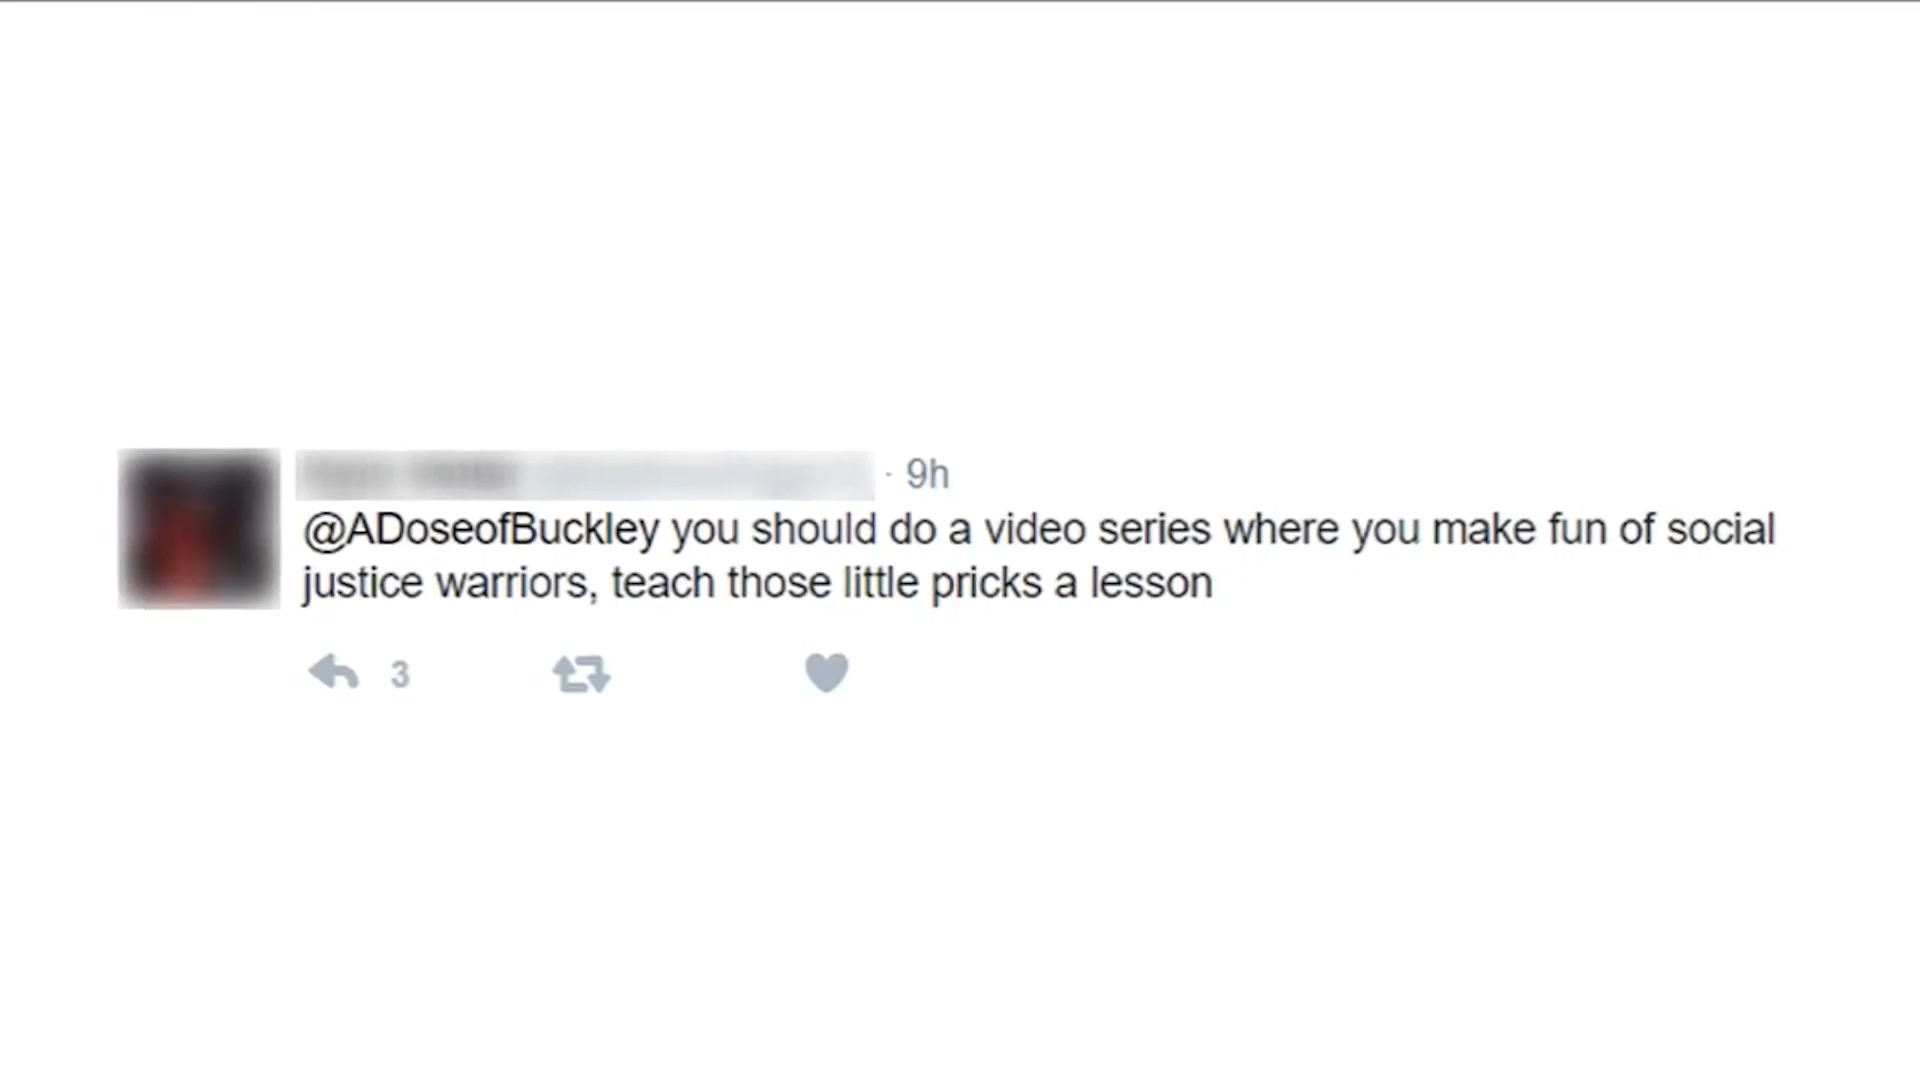 · 9h
@ADoseofBuckley you should do a video series where you make fun of social
justice warriors, teach those little pricks a lesson
3